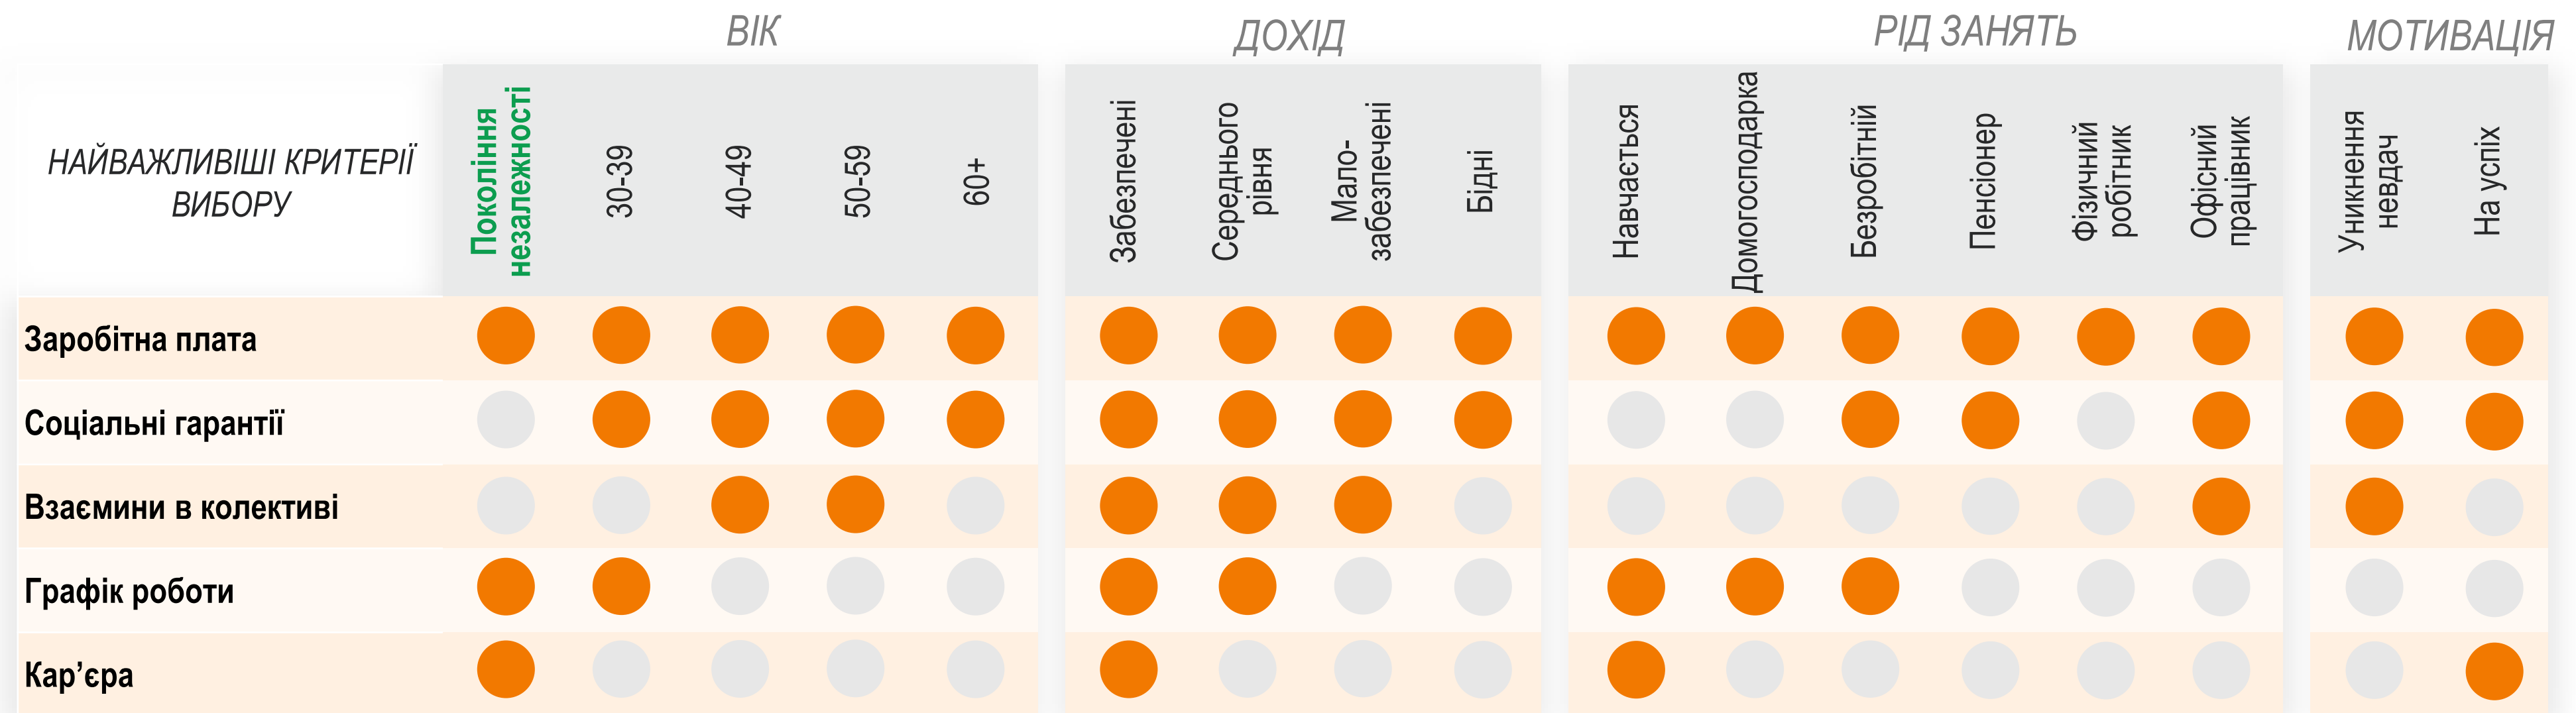 ВІК
ДОХІД
РІД ЗАНЯТЬ
МОТИВАЦІЯ
НАЙВАЖЛИВІШІ КРИТЕРІЇ
ВИБОРУ
Покоління
незалежності
30-39
40-49
50-59
60+
Забезпечені
Середнього
рівня
Мало-
забезпечені
Бідні
Навчається
Домогосподарка
Безробітній
Пенсіонер
Фізичний
робітник
Офісний
працівник
Уникнення
невдач
На успіх
Заробітна плата
Соціальні гарантії
Взаємини в колективі
Графік роботи
Кар’єра